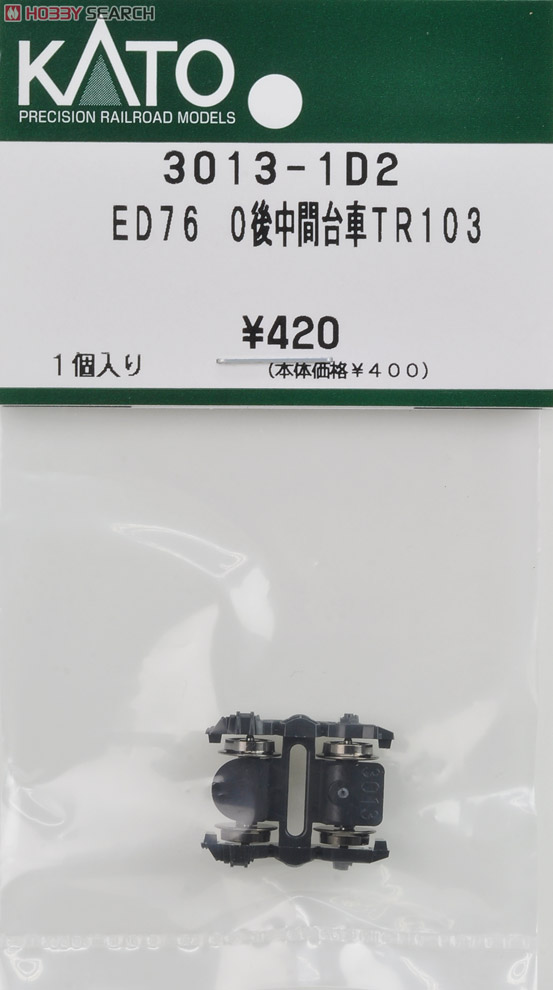 HOBBY SEARCH
KATO
PRECISION RAILROAD MODELS
3013-1D2
ED76 0後中間台車TR103
¥420
1個入り
(本体価格¥400)
3013